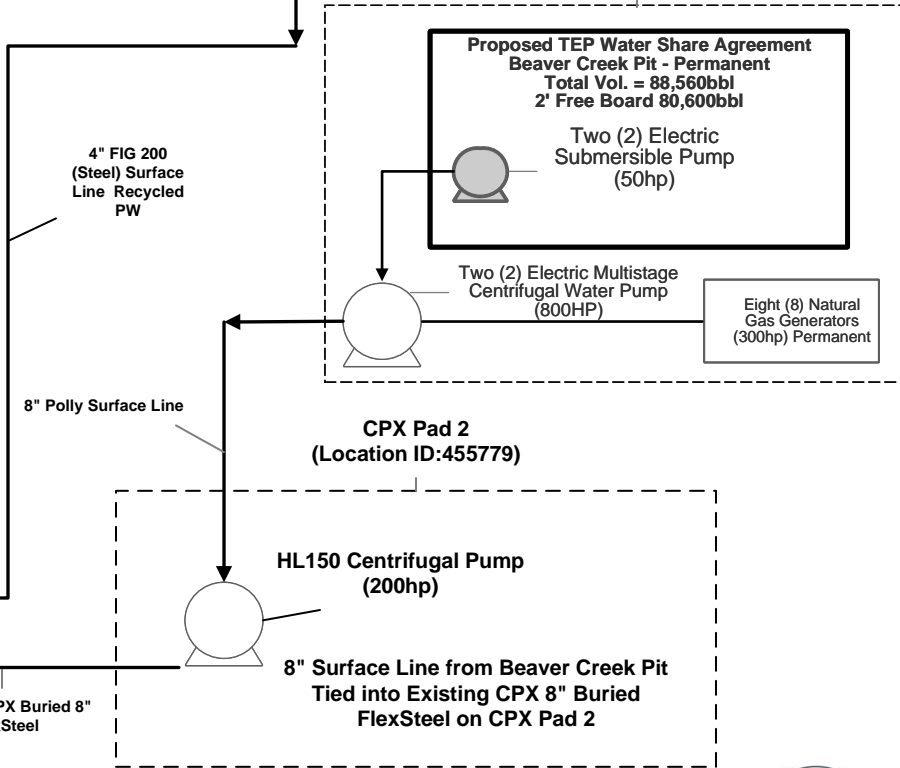 Proposed TEP Water Share Agreement
Beaver Creek Pit - Permanent
Total Vol. = 88,560bbl
2' Free Board 80,600bbl
Two (2) Electric
Submersible Pump
(50hp)
4" FIG 200
(Steel) Surface
Line Recycled
PW
Two (2) Electric Multistage
Centrifugal Water Pump
(800HP)
Eight (8) Natural
Gas Generators
(300hp) Permanent
8" Polly Surface Line
CPX Pad 2
(Location ID:455779)
HL150 Centrifugal Pump
(200hp)
8" Surface Line from Beaver Creek Pit
Tied into Existing CPX 8" Buried
FlexSteel on CPX Pad 2
PX Buried 8"
Steel